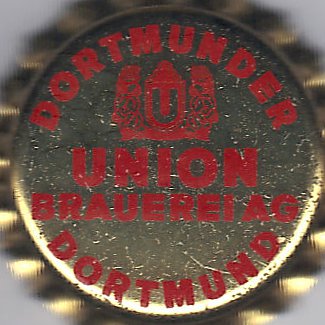 DORTMUNDER
U
UNION
BRAUEREI AG
DORTMUND